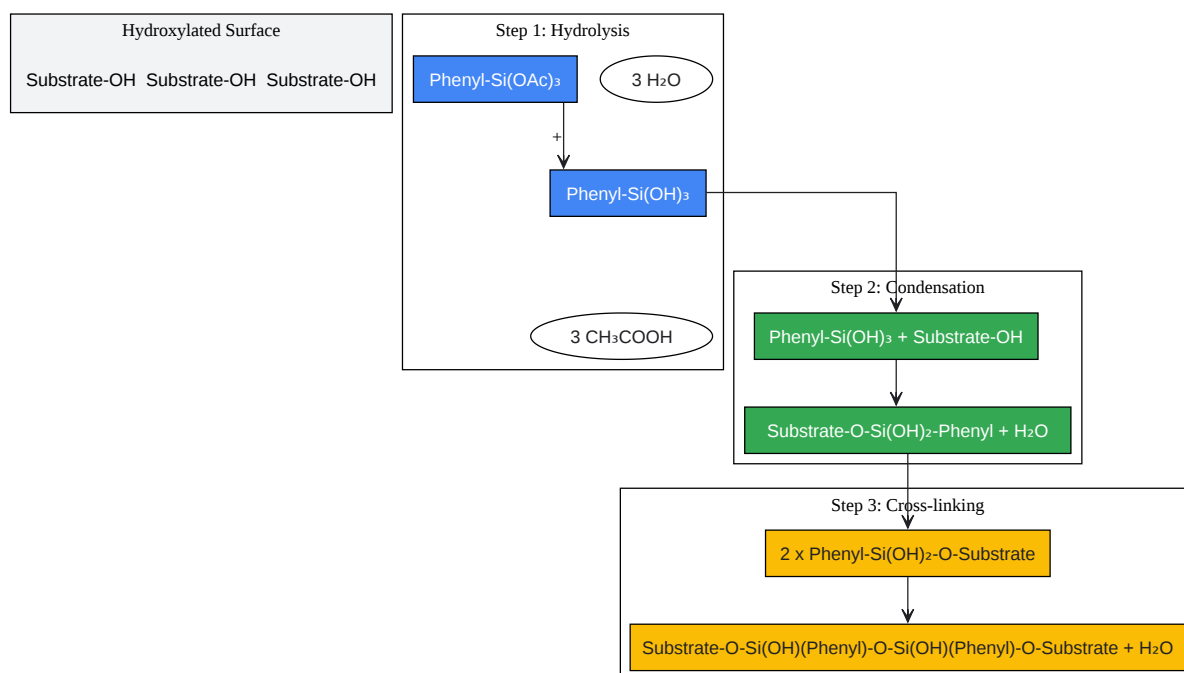 Hydroxylated Surface
Substrate-OH Substrate-OH Substrate-OH
Step 1: Hydrolysis
Phenyl-Si(OAc)₃
3 H₂O
+
Phenyl-Si(OH)₃
3 CH₃COOH
Step 2: Condensation
Phenyl-Si(OH)₃ + Substrate-OH
Substrate-O-Si(OH)₂-Phenyl + H₂O
Step 3: Cross-linking
2 x Phenyl-Si(OH)₂-O-Substrate
Substrate-O-Si(OH)(Phenyl)-O-Si(OH)(Phenyl)-O-Substrate + H₂O